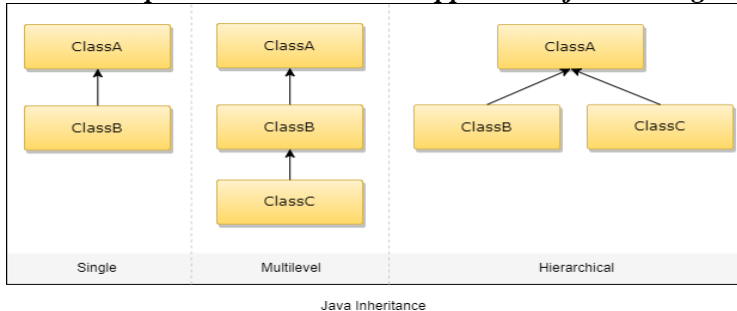 ClassA
ClassB
Single
ClassA
ClassB
ClassC
Multilevel
ClassA
ClassB
ClassC
Hierarchical
Java Inheritance